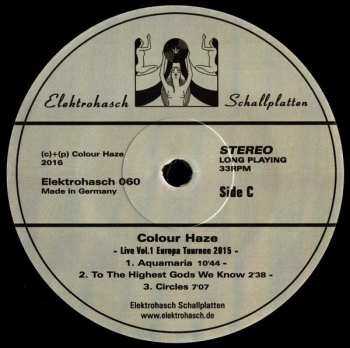 Elektrohasch Schallplatten
(c)+(p) Colour Haze
2016
STEREO
LONG PLAYING
33RPM
Elektrohasch 060
Made in Germany
Side C
Colour Haze
- Live Vol.1 Europa Tournee 2015 -
1. Aquamaria 10'44 -
2. To The Highest Gods We Know 2'38 -
3. Circles 7'07
Elektrohasch Schallplatten
www.elektrohasch.de